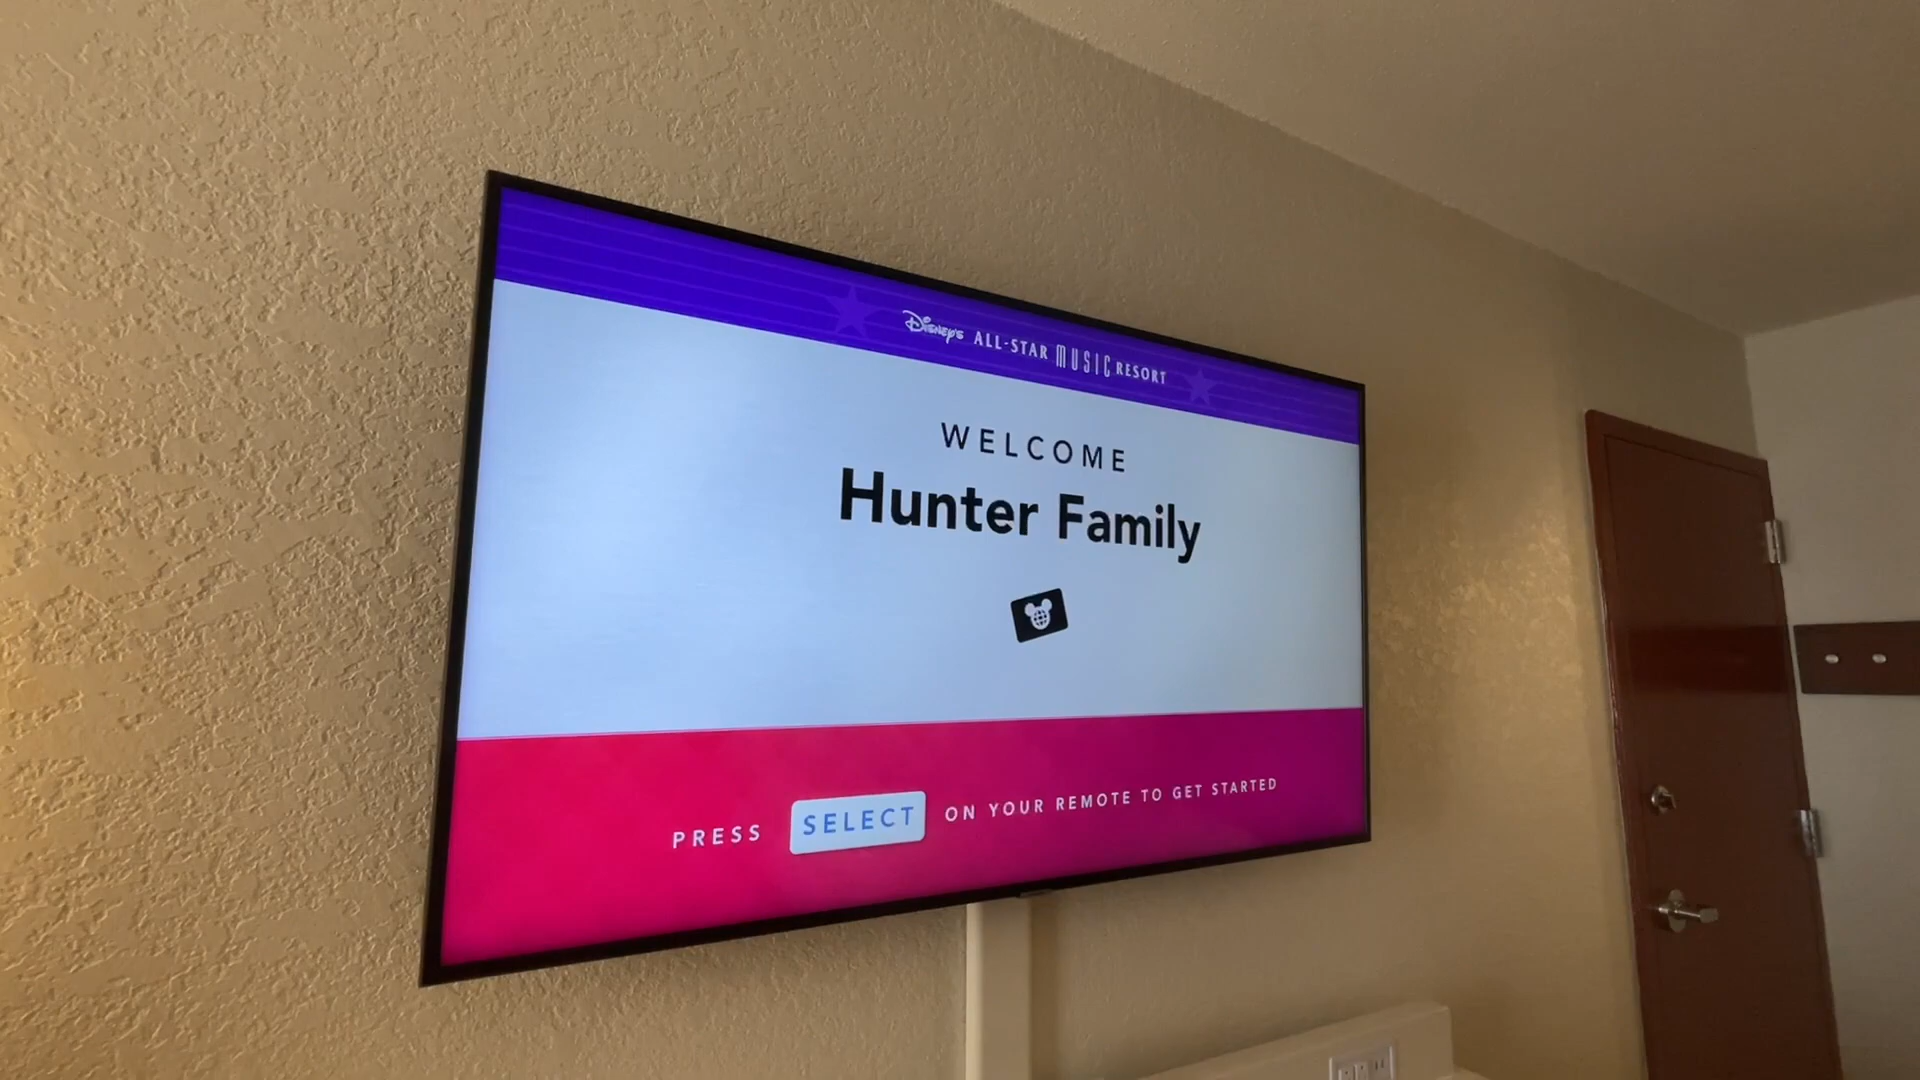 Disney's ALL-STAR MUSIC RESORT
WELCOME
Hunter Family
PRESS SELECT ON YOUR REMOTE TO GET STARTED